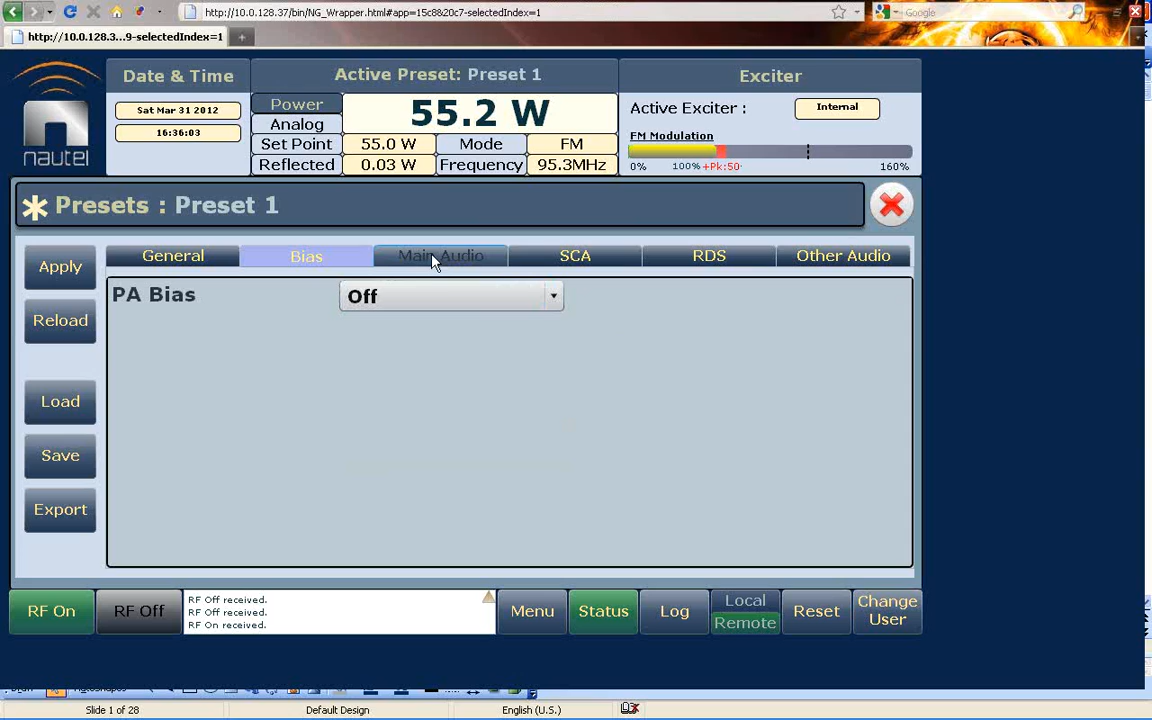 http://10.0.128.37/bin/NG_Wrapper.html#app=15c8&20c7-selectedIndex=1
Google
http://10.0.128.3...9-selectedIndex=1
nautel
Date & Time
Sat Mar 31 2012
16:36:03
Active Preset: Preset 1
Power
Analog
55.2 W
Set Point
55.0 W
Mode
FM
Reflected
0.03 W
Frequency
95.3MHz
Exciter
Active Exciter :
Internal
FM Modulation
0%
100%
+Pk:50
160%
* Presets : Preset 1
Apply
Reload
Load
Save
Export
General
Bias
Main Audio
SCA
RDS
Other Audio
PA Bias
Off
RF On
RF Off
RF Off received.
RF Off received.
RF On received.
Menu
Status
Log
Local
Remote
Reset
Change
User
Slide 1 of 28
Default Design
English (U.S.)